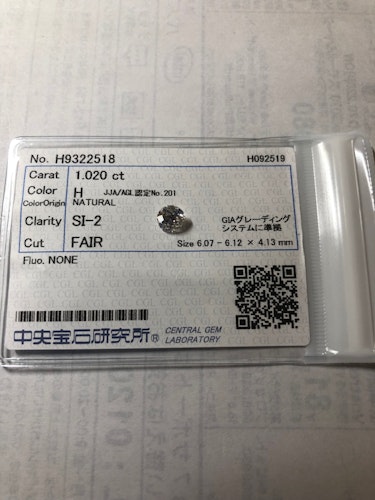 No. H9322518 H092519
Carat 1.020 ct
Color H JJA/AGL認定No.201
ColorOrigin NATURAL
Clarity SI-2 GIAグレーディング
システムに準拠
Cut FAIR Size 6.07 - 6.12 × 4.13 mm
Fluo. NONE
中央宝石研究所® CENTRAL GEM
LABORATORY